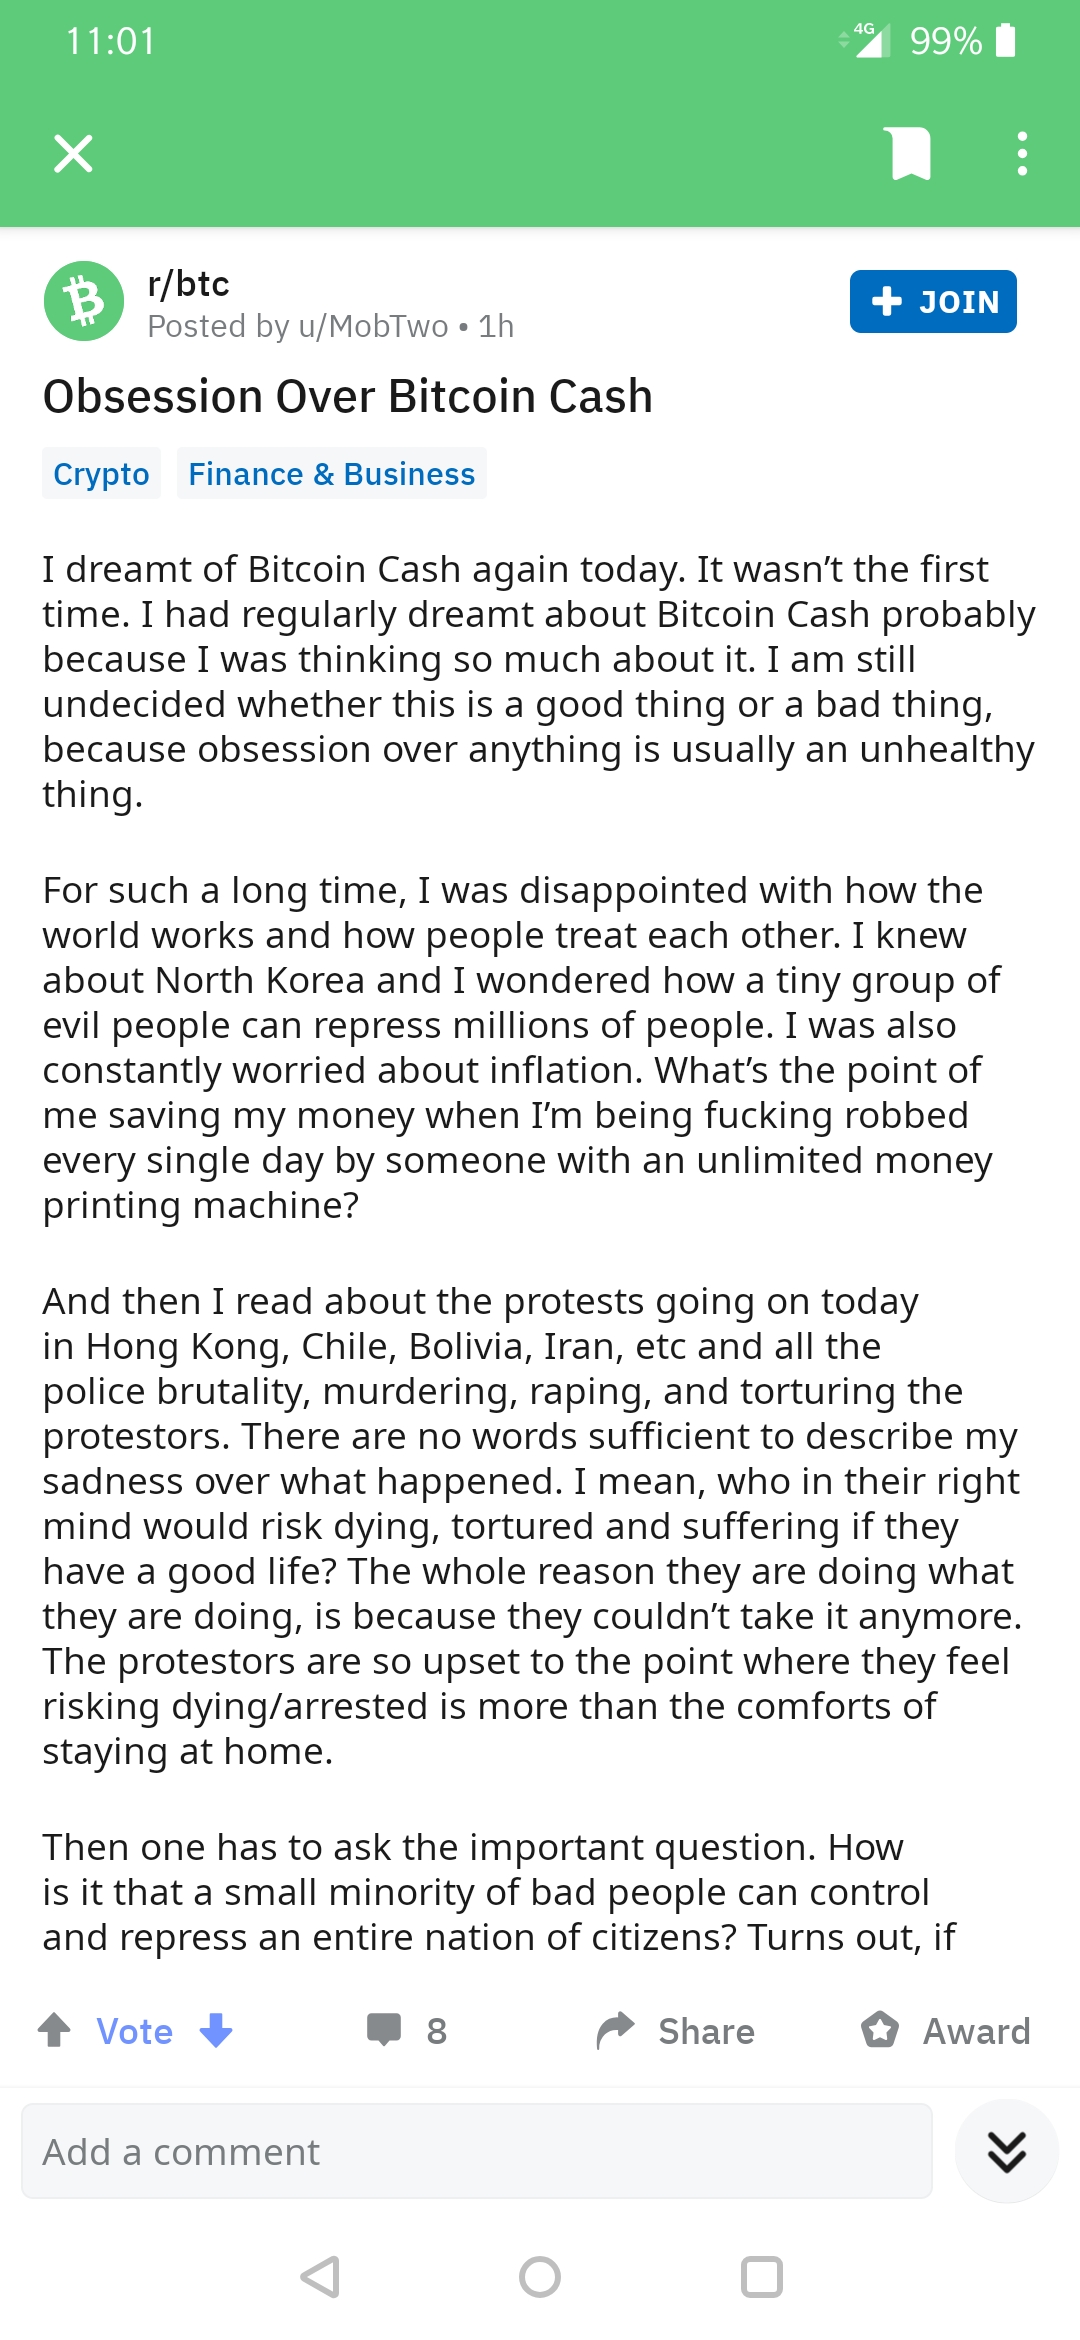 11:01
4G 99%
r/btc
Posted by u/MobTwo • 1h
JOIN
Obsession Over Bitcoin Cash
Crypto
Finance & Business
I dreamt of Bitcoin Cash again today. It wasn’t the first
time. I had regularly dreamt about Bitcoin Cash probably
because I was thinking so much about it. I am still
undecided whether this is a good thing or a bad thing,
because obsession over anything is usually an unhealthy
thing.
For such a long time, I was disappointed with how the
world works and how people treat each other. I knew
about North Korea and I wondered how a tiny group of
evil people can repress millions of people. I was also
constantly worried about inflation. What’s the point of
me saving my money when I’m being fucking robbed
every single day by someone with an unlimited money
printing machine?
And then I read about the protests going on today
in Hong Kong, Chile, Bolivia, Iran, etc and all the
police brutality, murdering, raping, and torturing the
protestors. There are no words sufficient to describe my
sadness over what happened. I mean, who in their right
mind would risk dying, tortured and suffering if they
have a good life? The whole reason they are doing what
they are doing, is because they couldn’t take it anymore.
The protestors are so upset to the point where they feel
risking dying/arrested is more than the comforts of
staying at home.
Then one has to ask the important question. How
is it that a small minority of bad people can control
and repress an entire nation of citizens? Turns out, if
Vote
8
Share
Award
Add a comment